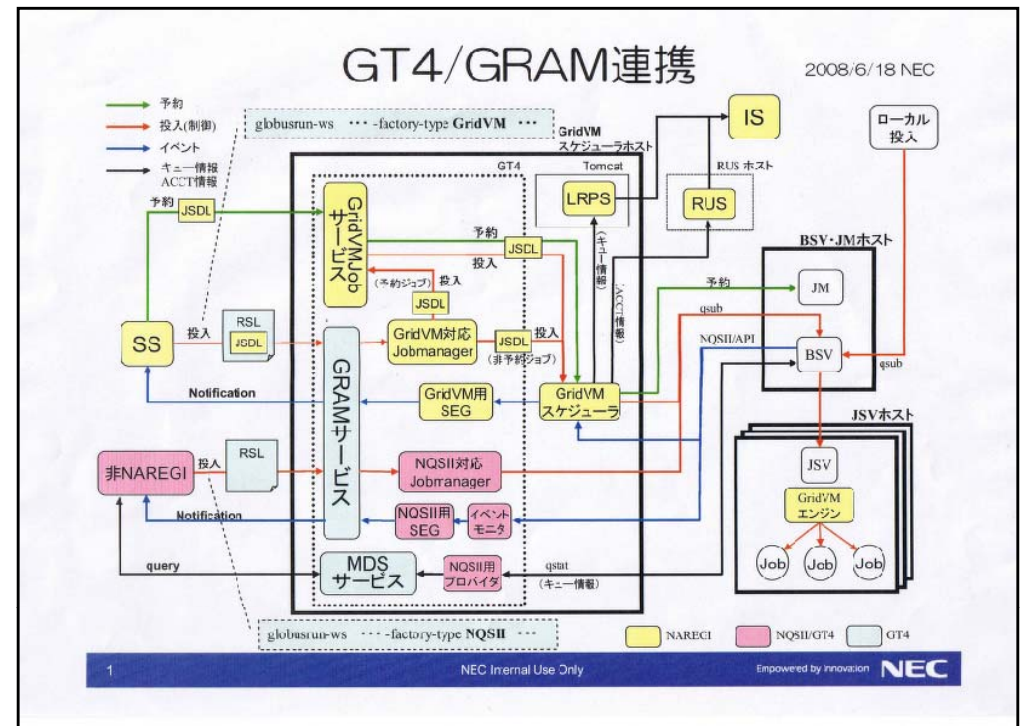 GT4/GRAM連携
2008/6/18 NEC
予約
投入(制御)
イベント
キュー情報
ACCT情報
globusrun-ws ・・・ -factory-type GridVM ・・・
GridVM
スケジューラホスト
IS
ローカル
投入
GT4
Tomcat
RUS ホスト
予約
JSDL
GridVMJob
サービス
LRPS
RUS
予約
JSDL
投入
(キュー情報)
(ACCT情報)
BSV・JMホスト
(予約ジョブ)
投入
JSDL
予約
JM
SS
投入
RSL
JSDL
GridVM対応
Jobmanager
JSDL
投入
(非予約ジョブ)
qsub
NQSII/API
BSV
qsub
GRAMサービス
Notification
GridVM用
SEG
GridVM
スケジューラ
JSVホスト
非NAREGI
投入
RSL
NQSII対応
Jobmanager
JSV
GridVM
エンジン
Notification
NQSII用
SEG
イベント
モニタ
Job
Job
Job
query
MDS
サービス
NQSII用
プロバイダ
qstat
(キュー情報)
globusrun-ws ・・・ -factory-type NQSII ・・・
NAREGI
NQSII/GT4
GT4
1
NEC Internal Use Only
Empowered by Innovation
NEC